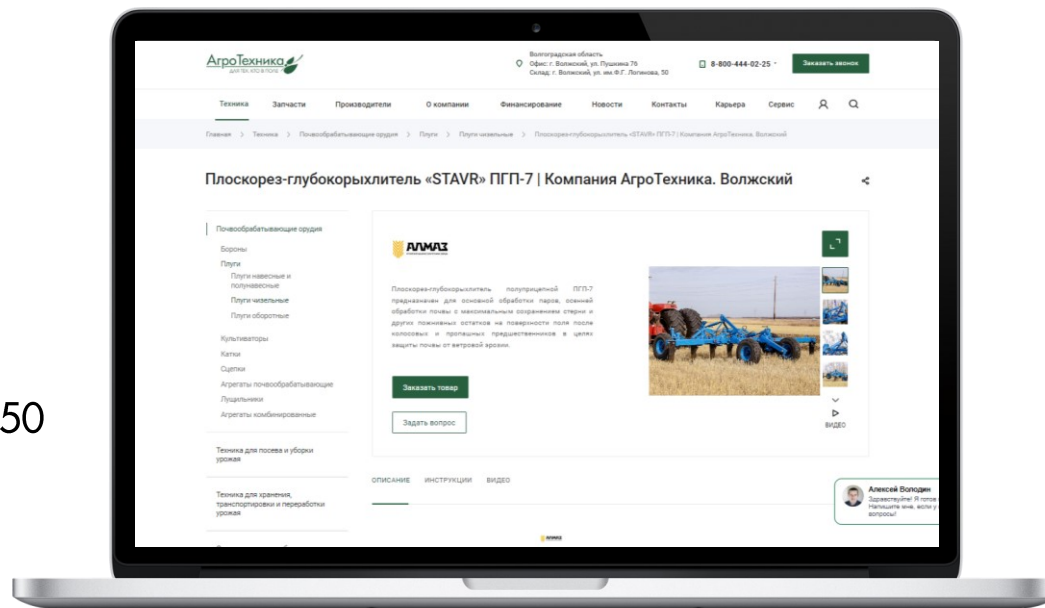 АгроТехника
ДЛЯ ТЕХ, КТО В ПОЛЕ
Волгоградская область
Офис: г. Волжский, ул. Пушкина 76
Склад: г. Волжский, ул. им.Ф.Г. Логинова, 50
8-800-444-02-25
Заказать звонок
Техника Запчасти Производители О компании Финансирование Новости Контакты Карьера Сервис
Главная > Техника > Почвообрабатывающие орудия > Плуги > Плуги чизельные > Плоскорез-глубокорыхлитель «STAVR» ПГП-7 | Компания АгроТехника. Волжский
Плоскорез-глубокорыхлитель «STAVR» ПГП-7 | Компания АгроТехника. Волжский
Почвообрабатывающие орудия
Бороны
Плуги
Плуги навесные и
полунавесные
Плуги чизельные
Плуги оборотные
Культиваторы
Катки
Сцепки
Агрегаты почвообрабатывающие
Лущильники
Агрегаты комбинированные
Техника для посева и уборки
урожая
Техника для хранения,
транспортировки и переработки
урожая
АЛМАЗ
Плоскорез-глубокорыхлитель полуприцепной ПГП-7
предназначен для основной обработки паров, осенней
обработки почвы с максимальным сохранением стерни и
других пожнивных остатков на поверхности поля после
колосовых и пропашных предшественников в целях
защиты почвы от ветровой эрозии.
Заказать товар
Задать вопрос
ВИДЕО
ОПИСАНИЕ ИНСТРУКЦИИ ВИДЕО
АЛМАЗ
Алексей Володин
Здравствуйте! Я готов
Напишите мне, если у
вопросы!
50